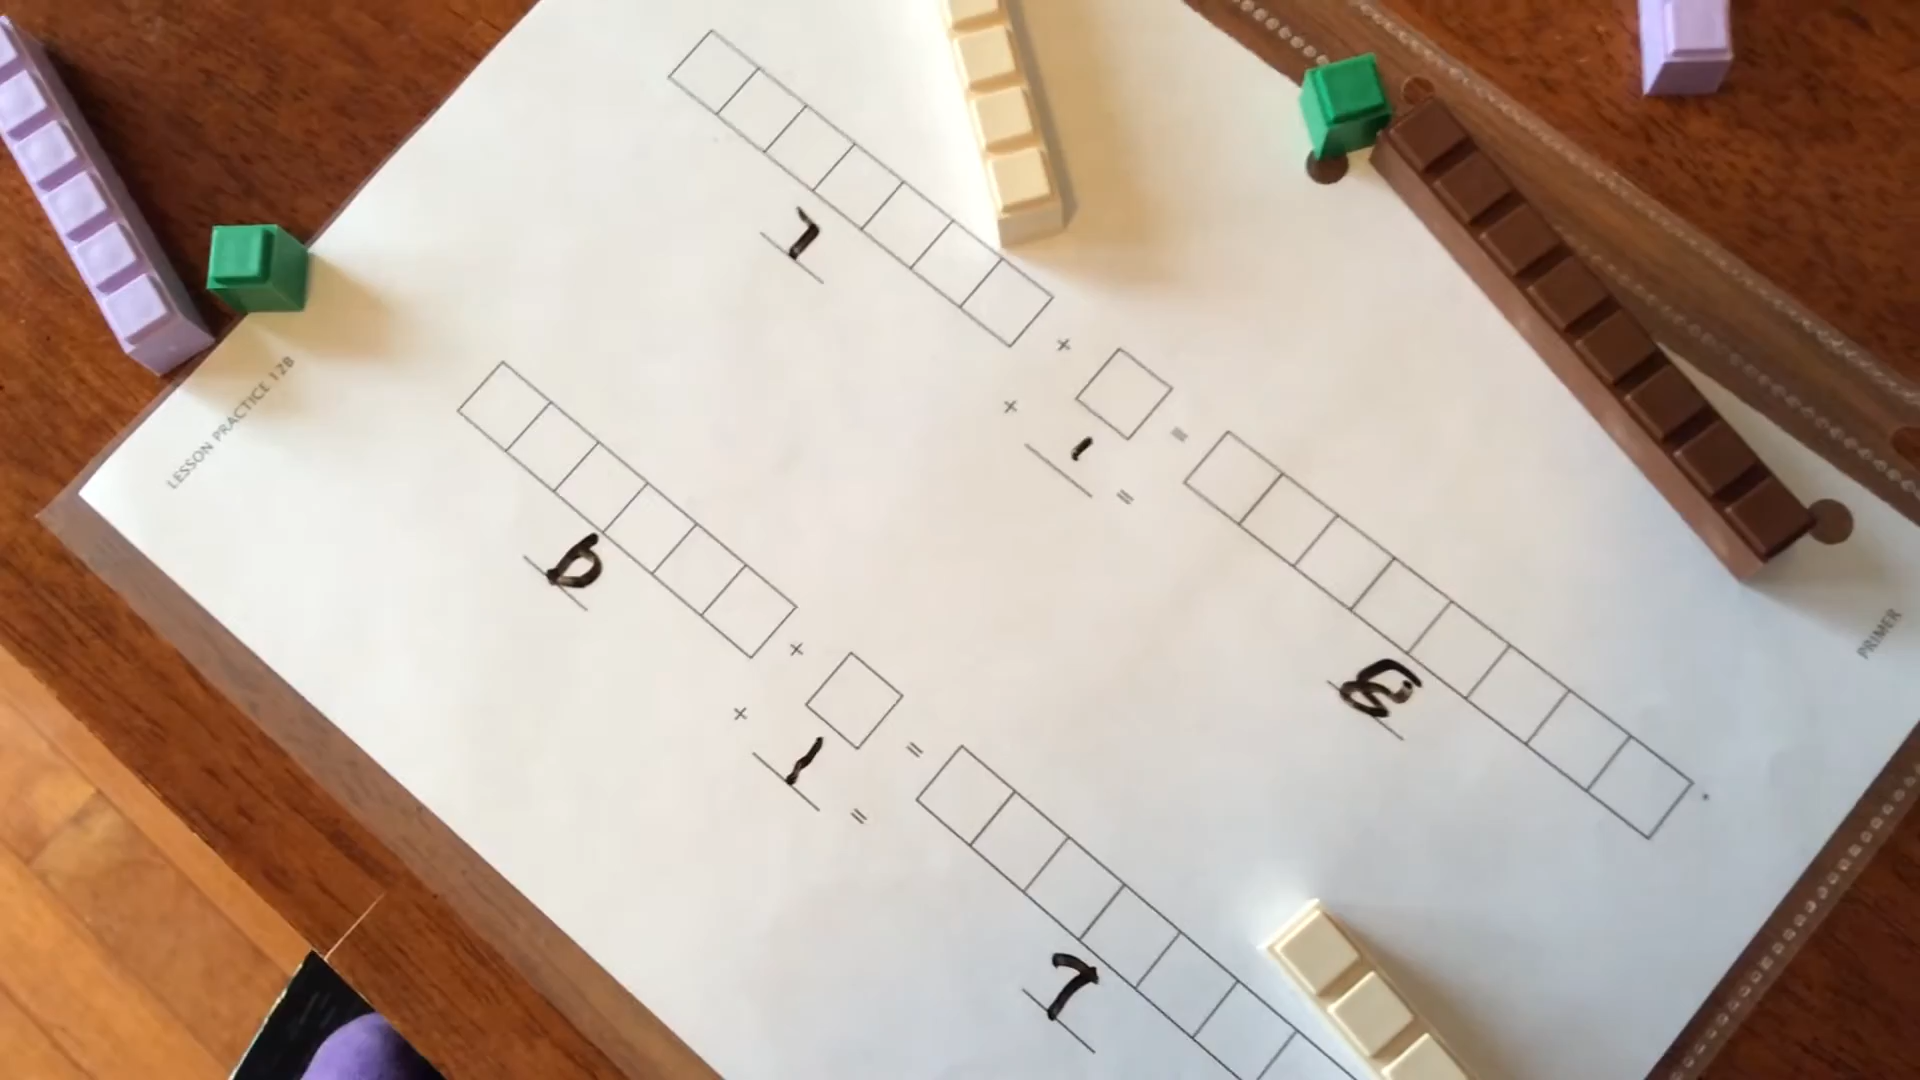 LESSON PRACTICE 12B
+ =
7 + 1 = 8
+ =
6 + 1 = 7
PRIMER